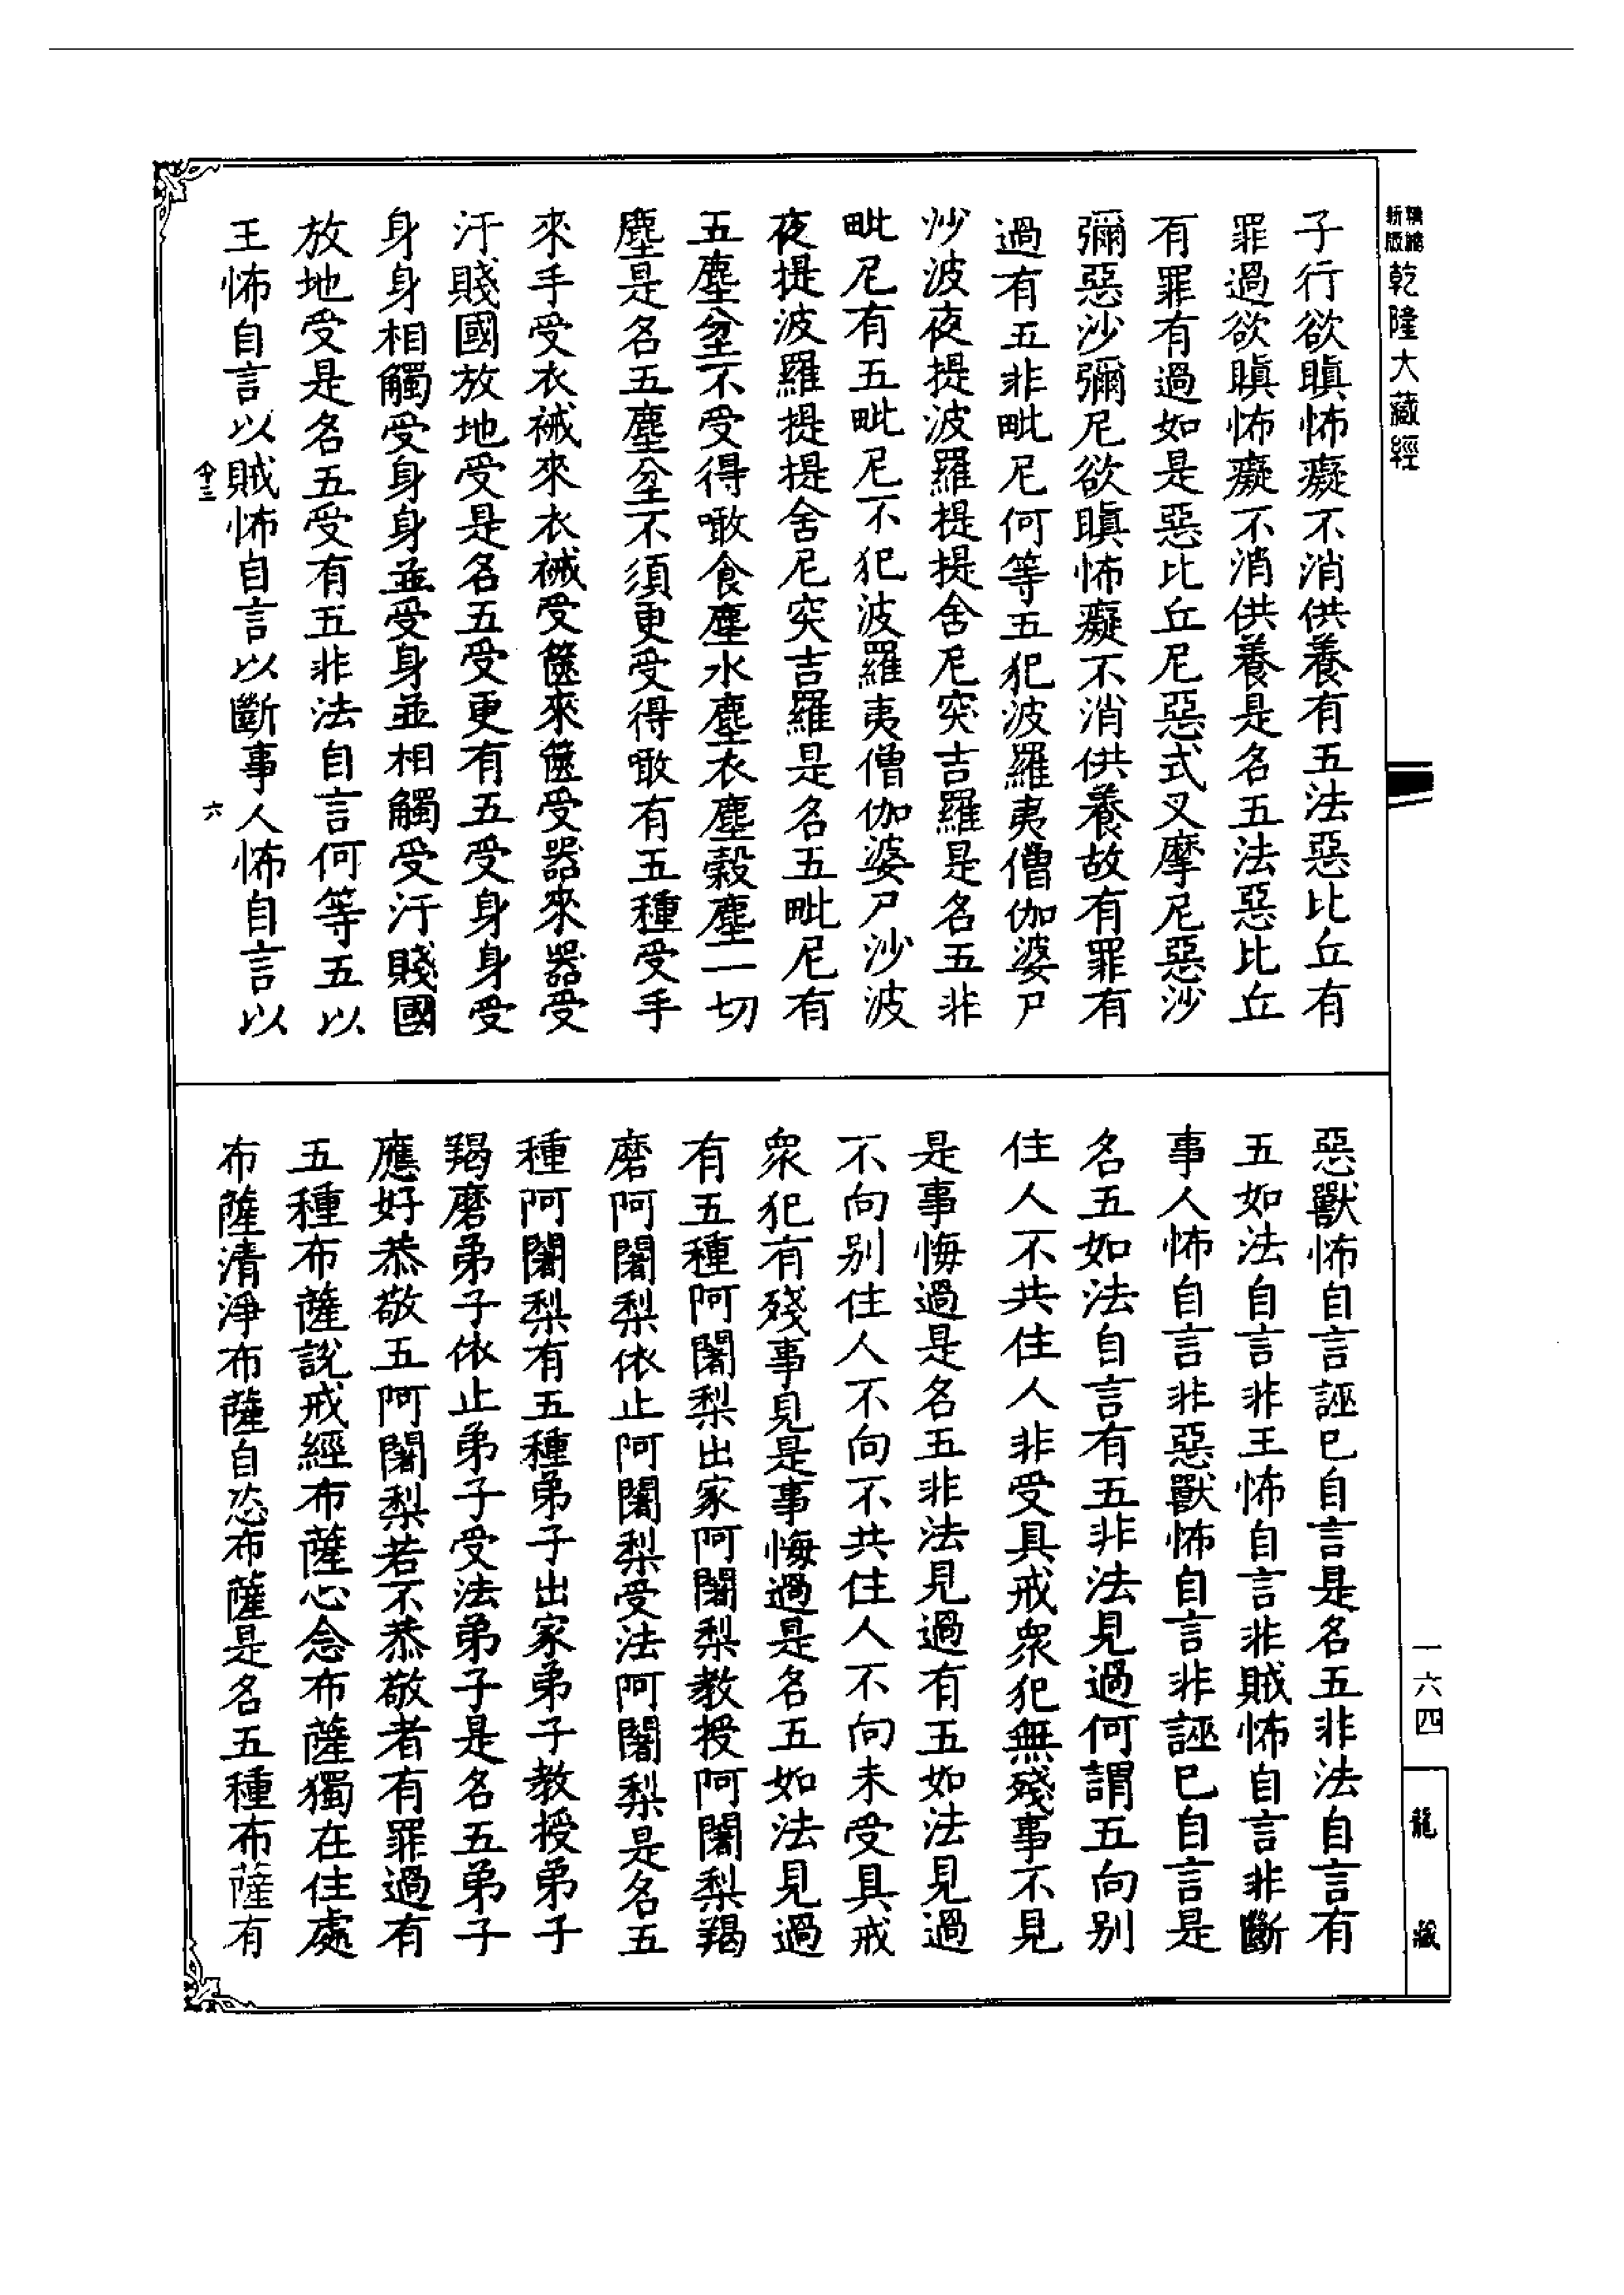 精縮新版乾隆大藏經
子行欲瞋怖癡不消供養有五法惡比丘有
罪過欲瞋怖癡不消供養是名五法惡比丘
有罪有過如是惡比丘尼惡式叉摩尼惡沙
彌惡沙彌尼欲瞋怖癡不消供養故有罪有
過有五非毗尼何等五犯波羅夷僧伽婆尸
沙波夜提波羅提提舍尼突吉羅是名五非
毗尼有五毗尼不犯波羅夷僧伽婆尸沙波
夜提波羅提提舍尼突吉羅是名五毗尼有
五塵坌不受得噉食塵水塵衣塵穀塵一切
塵是名五塵坌不須更受得噉有五種受手
來手受衣裓來衣裓受篋來篋受器來器受
汙賤國放地受是名五受更有五受身身受
身身相觸受身身並受身並相觸受汙賤國
放地受是名五受有五非法自言何等五以
王怖自言以賊怖自言以斷事人怖自言以
六
惡獸怖自言誣已自言是名五非法自言有
五如法自言非王怖自言非賊怖自言非斷
事人怖自言非惡獸怖自言非誣已自言是
名五如法自言有五非法見過何謂五向別
住人不共住人非受具戒衆犯無殘事不見
是事悔過是名五非法見過有五如法見過
不向別住人不向不共住人不向未受具戒
衆犯有殘事見是事悔過是名五如法見過
有五種阿闍梨出家阿闍梨教授阿闍梨羯
磨阿闍梨依止阿闍梨受法阿闍梨是名五
種阿闍梨有五種弟子出家弟子教授弟子
羯磨弟子依止弟子受法弟子是名五弟子
應好恭敬五阿闍梨若不恭敬者有罪過有
五種布薩說戒經布薩心念布薩獨在住處
布薩清淨布薩自恣布薩是名五種布薩有
一六四
龍藏